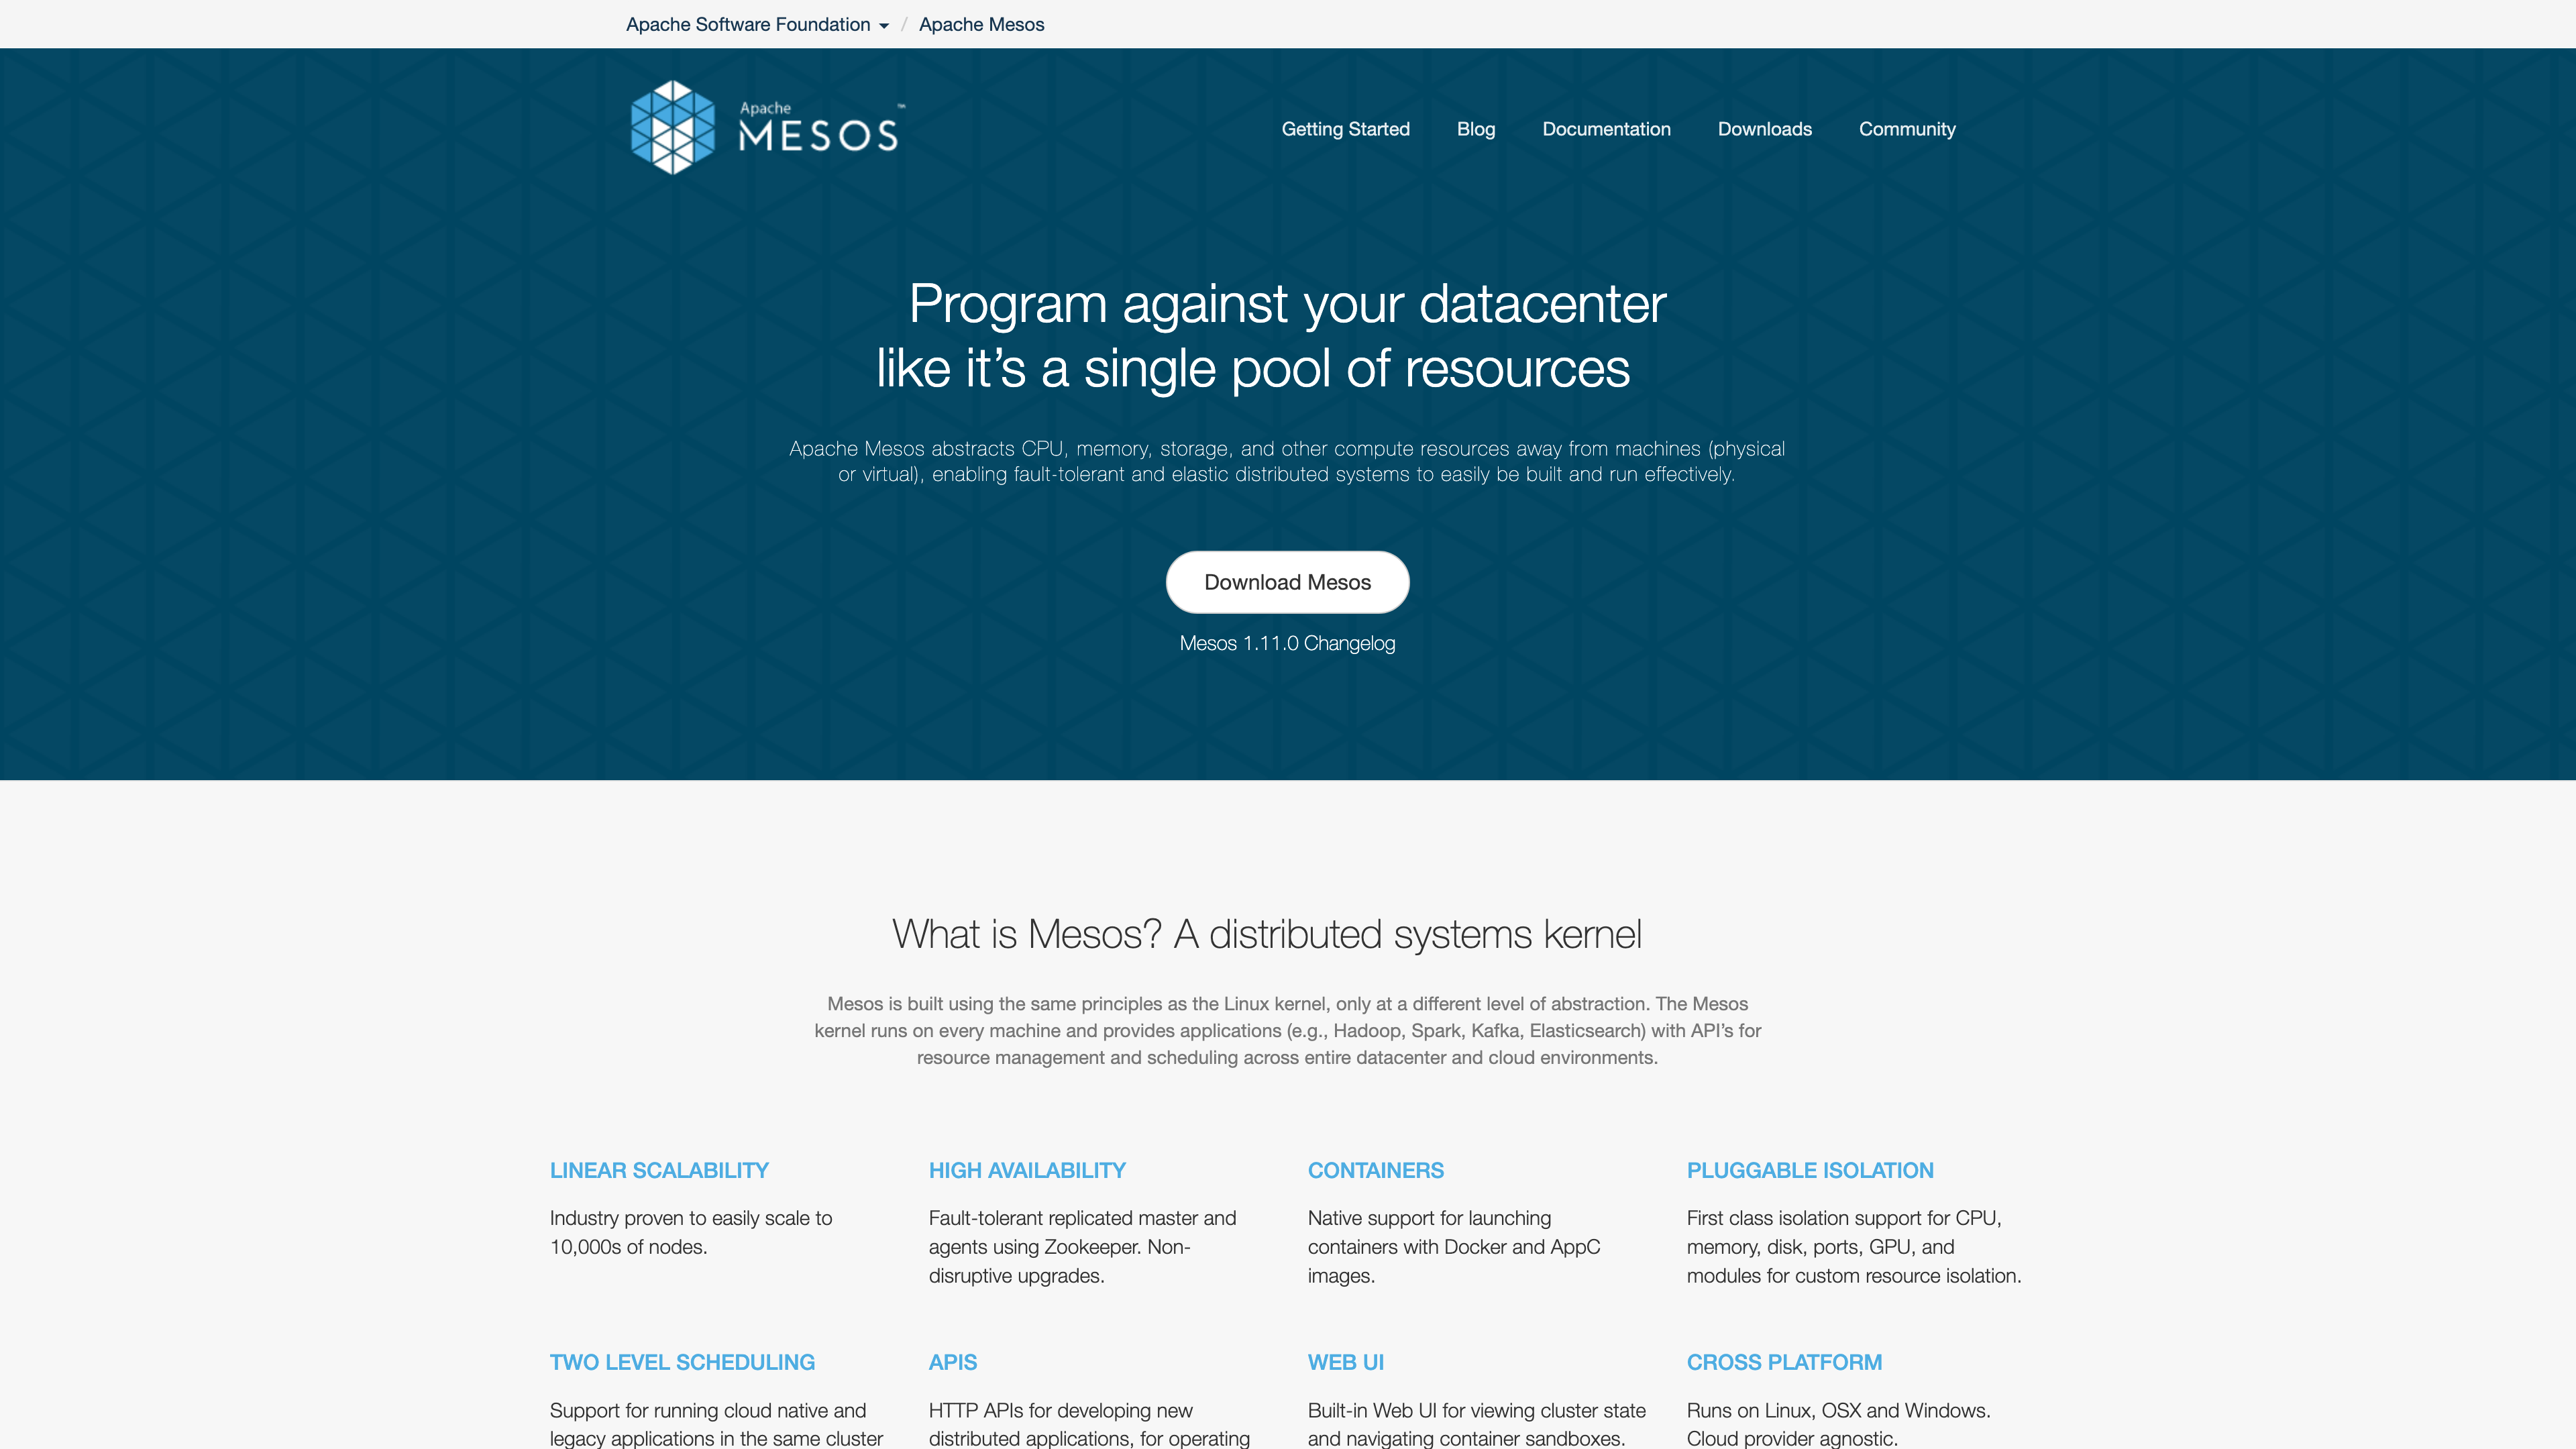 Apache Software Foundation / Apache Mesos
Apache
MESOS™
Getting Started Blog Documentation Downloads Community
Program against your datacenter
like it’s a single pool of resources
Apache Mesos abstracts CPU, memory, storage, and other compute resources away from machines (physical
or virtual), enabling fault-tolerant and elastic distributed systems to easily be built and run effectively.
Download Mesos
Mesos 1.11.0 Changelog
What is Mesos? A distributed systems kernel
Mesos is built using the same principles as the Linux kernel, only at a different level of abstraction. The Mesos
kernel runs on every machine and provides applications (e.g., Hadoop, Spark, Kafka, Elasticsearch) with API’s for
resource management and scheduling across entire datacenter and cloud environments.
LINEAR SCALABILITY
Industry proven to easily scale to
10,000s of nodes.
HIGH AVAILABILITY
Fault-tolerant replicated master and
agents using Zookeeper. Non-
disruptive upgrades.
CONTAINERS
Native support for launching
containers with Docker and AppC
images.
PLUGGABLE ISOLATION
First class isolation support for CPU,
memory, disk, ports, GPU, and
modules for custom resource isolation.
TWO LEVEL SCHEDULING
Support for running cloud native and
legacy applications in the same cluster
APIS
HTTP APIs for developing new
distributed applications, for operating
WEB UI
Built-in Web UI for viewing cluster state
and navigating container sandboxes.
CROSS PLATFORM
Runs on Linux, OSX and Windows.
Cloud provider agnostic.